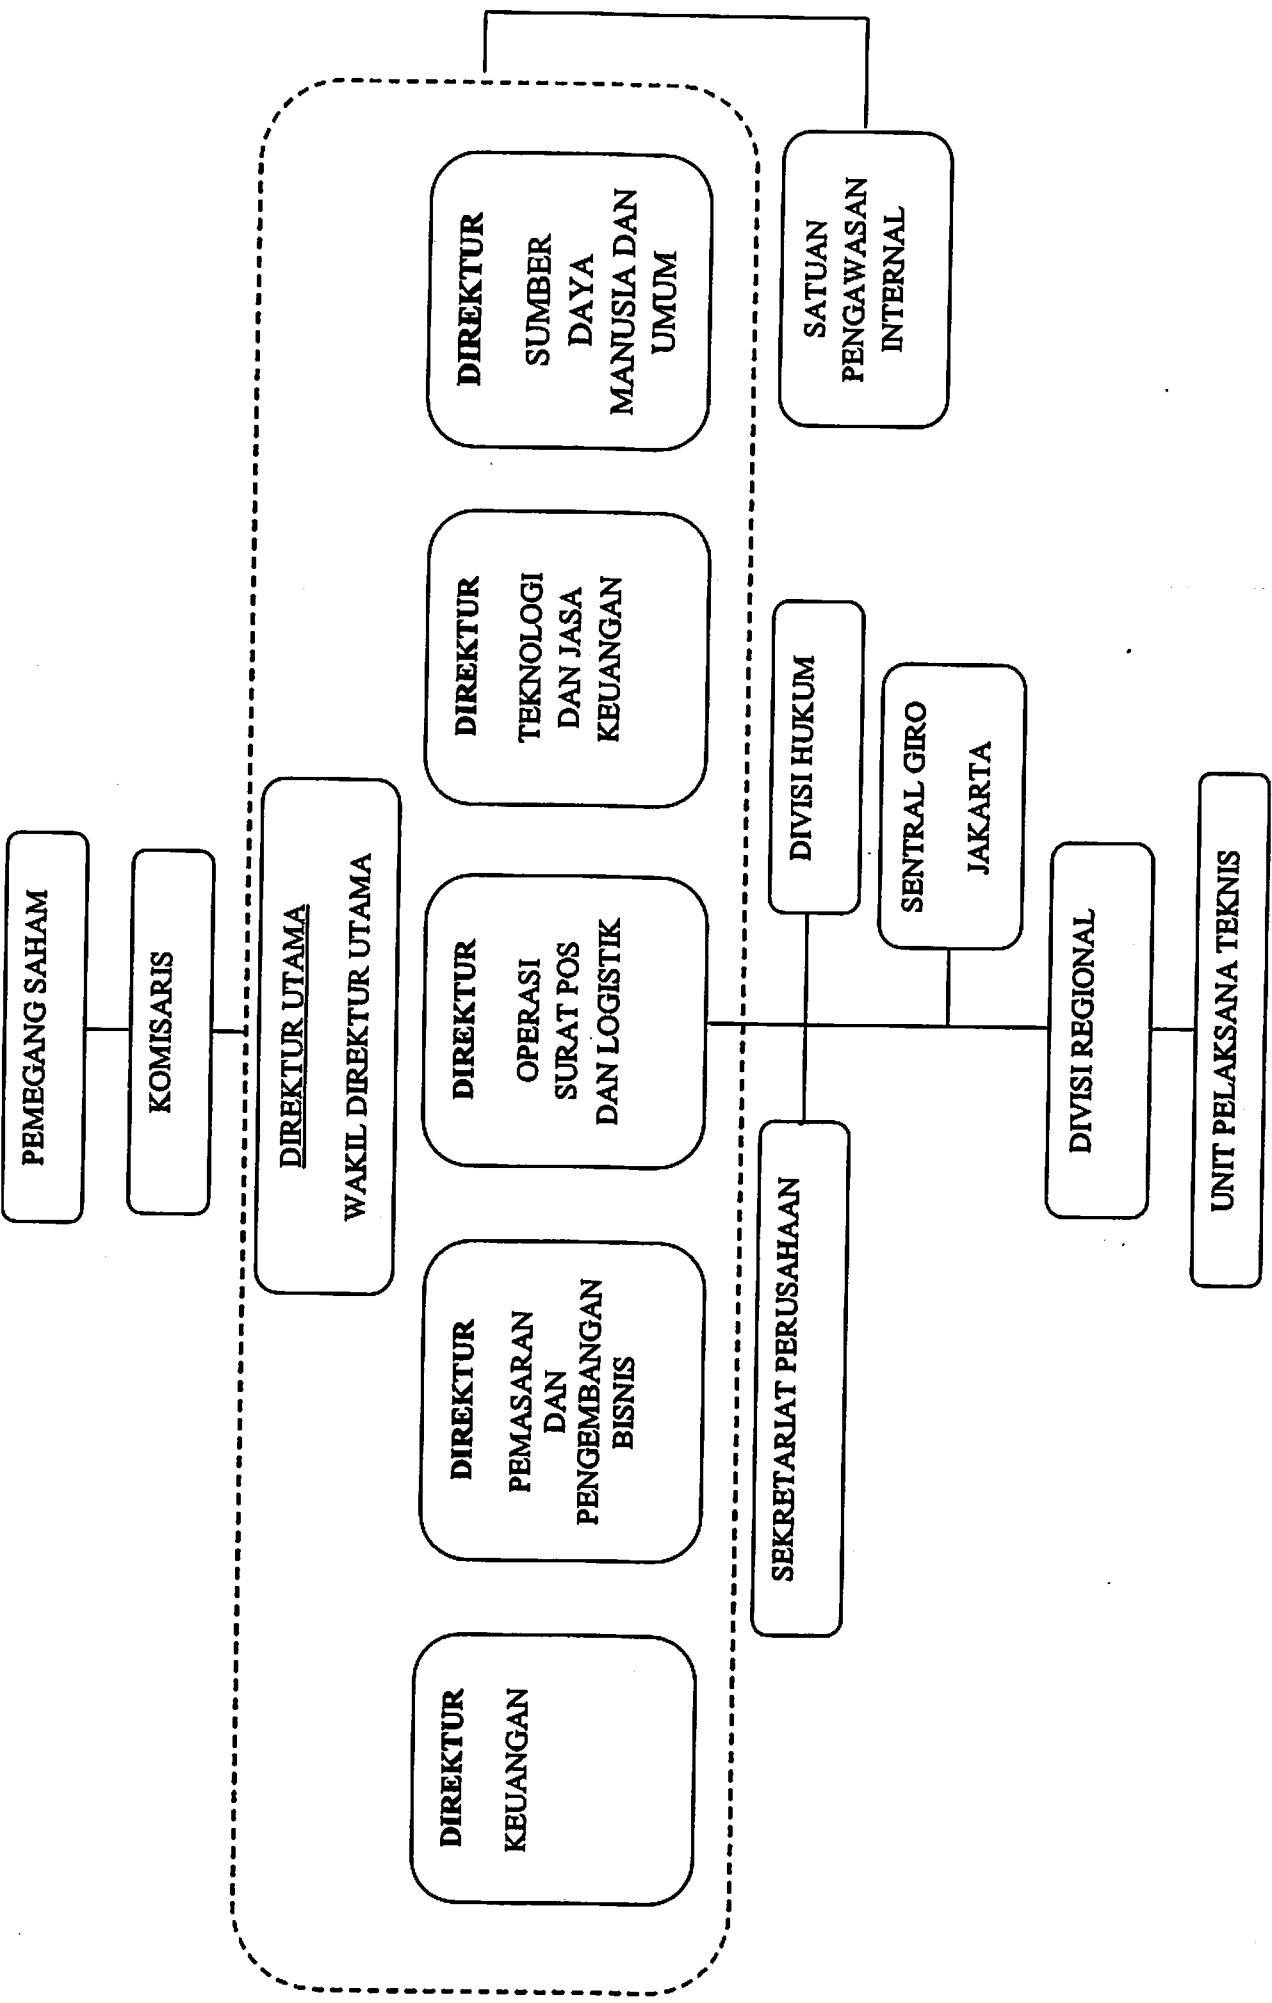 PEMEGANG SAHAM
KOMISARIS
DIREKTUR UTAMA
WAKIL DIREKTUR UTAMA
DIREKTUR
KEUANGAN
DIREKTUR
PEMASARAN
DAN
PENGEMBANGAN
BISNIS
DIREKTUR
OPERASI
SURAT POS
DAN LOGISTIK
DIREKTUR
TEKNOLOGI
DAN JASA
KEUANGAN
DIREKTUR
SUMBER
DAYA
MANUSIA DAN
UMUM
SEKRETARIAT PERUSAHAAN
DIVISI HUKUM
SATUAN
PENGAWASAN
INTERNAL
SENTRAL GIRO
JAKARTA
DIVISI REGIONAL
UNIT PELAKSANA TEKNIS